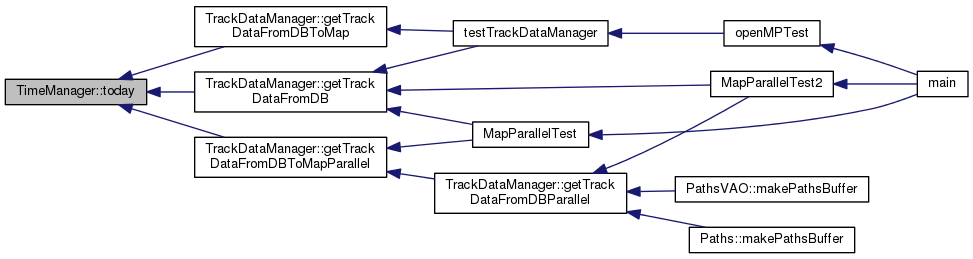 TimeManager::today
TrackDataManager::getTrack
DataFromDBToMap
TrackDataManager::getTrack
DataFromDB
TrackDataManager::getTrack
DataFromDBToMapParallel
testTrackDataManager
MapParallelTest
TrackDataManager::getTrack
DataFromDBParallel
openMPTest
MapParallelTest2
PathsVAO::makePathsBuffer
Paths::makePathsBuffer
main